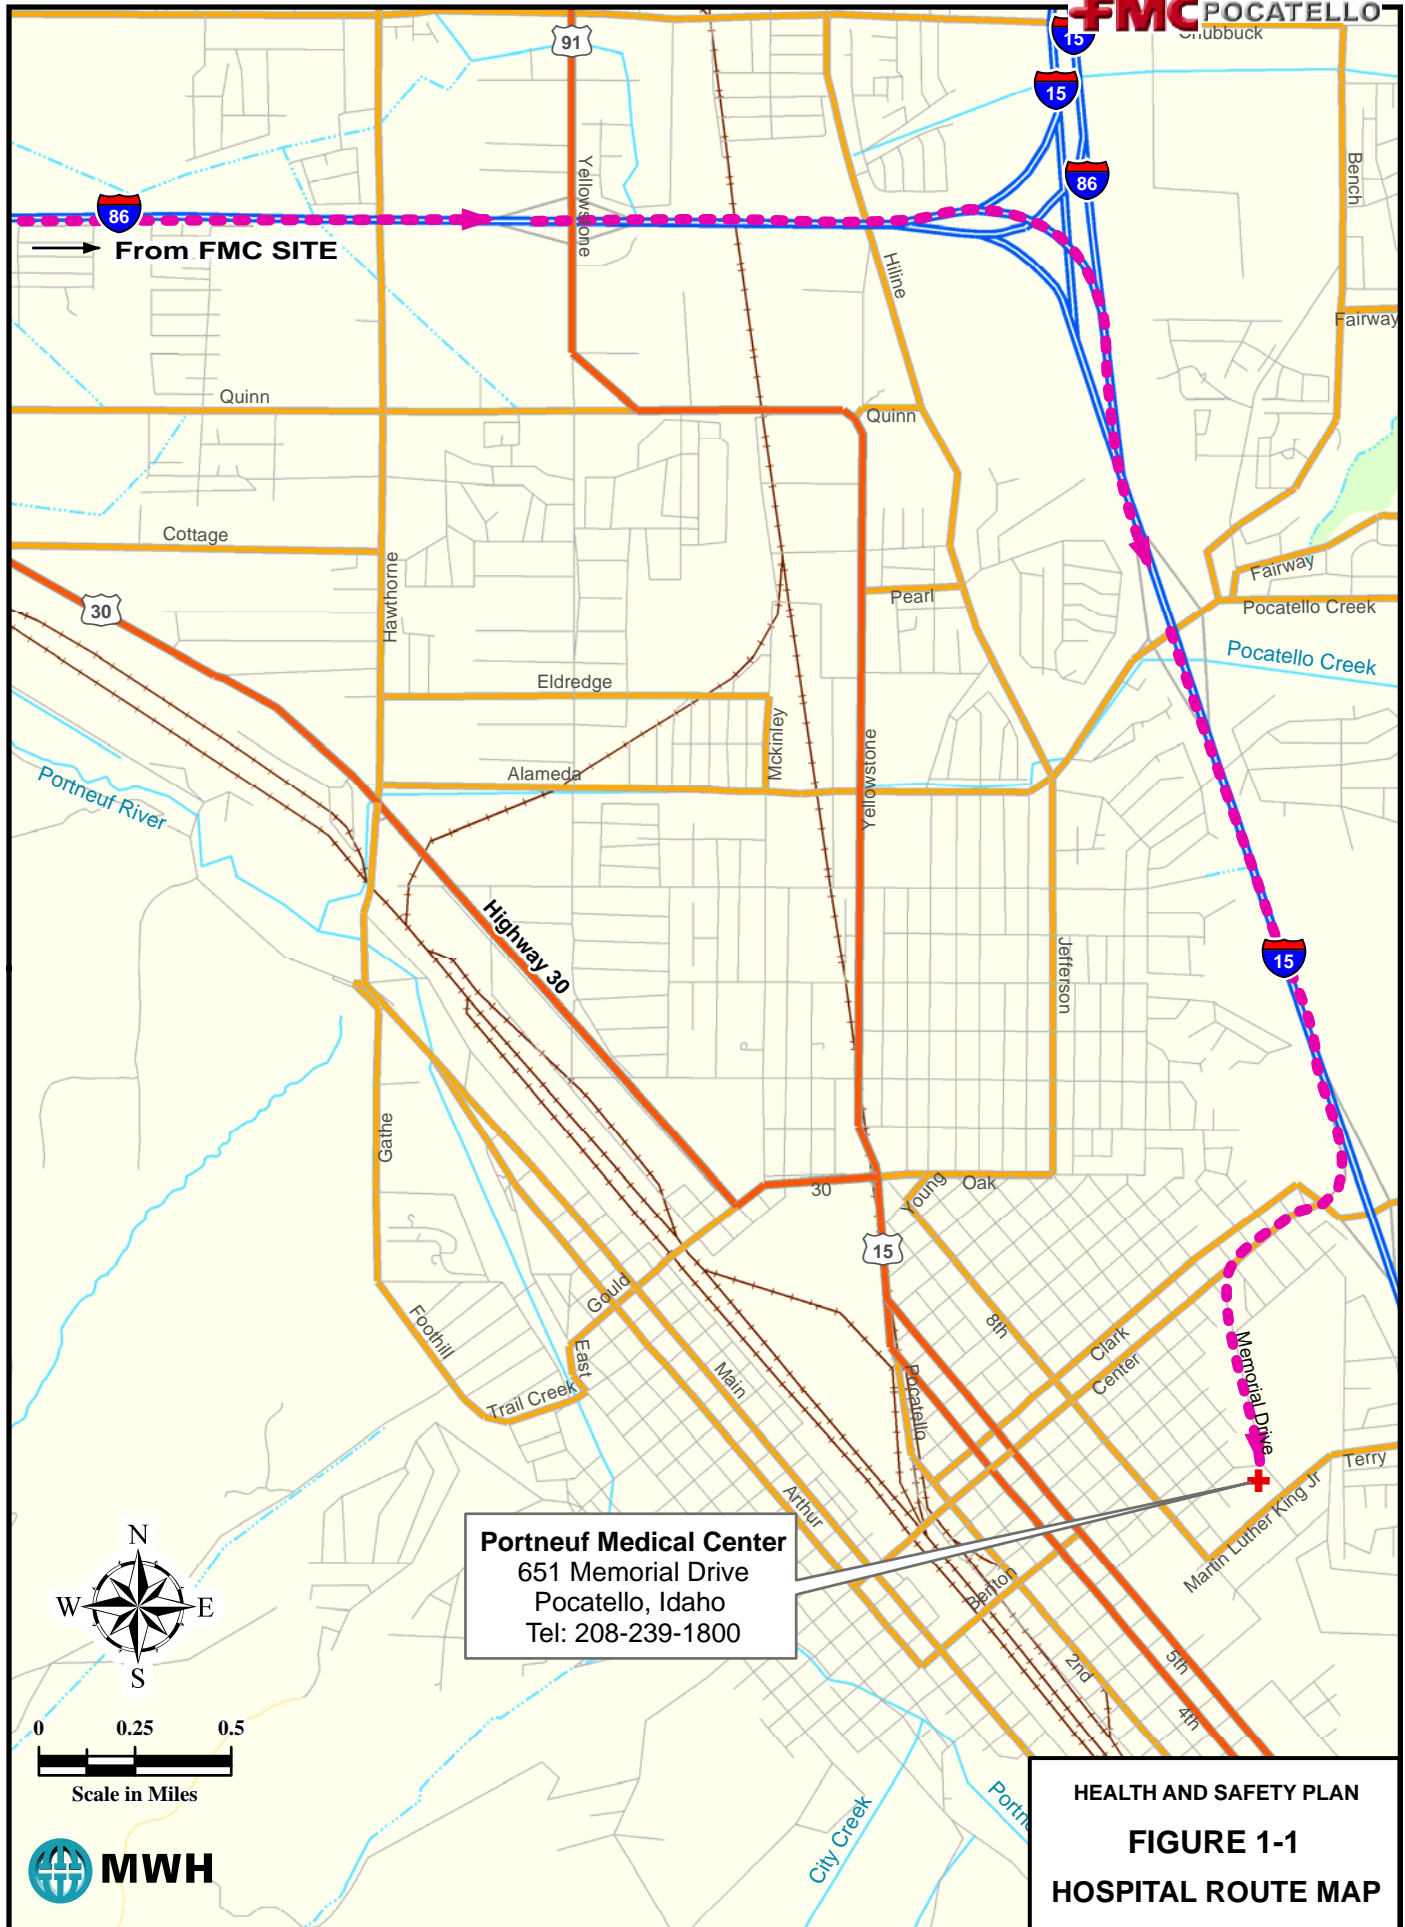 FMC POCATELLO
Chubbuck
15
15
91
86
86
From FMC SITE
Yellowstone
Hiline
Bench
Fairway
Quinn
Quinn
Cottage
Hawthorne
30
Pearl
Fairway
Pocatello Creek
Pocatello Creek
Eldredge
Mckinley
Yellowstone
Alameda
Portneuf River
Highway 30
Jefferson
15
Gathe
30
Young
Oak
15
Gould
Foothill
East
Trail Creek
Main
8th
Clark
Center
Memorial Drive
Pocatello
Terry
Martin Luther King Jr
Arthur
Benton
Portneuf Medical Center
651 Memorial Drive
Pocatello, Idaho
Tel: 208-239-1800
N
W
E
S
2nd
5th
4th
0 0.25 0.5
Scale in Miles
City Creek
Portne
MWH
HEALTH AND SAFETY PLAN
FIGURE 1-1
HOSPITAL ROUTE MAP